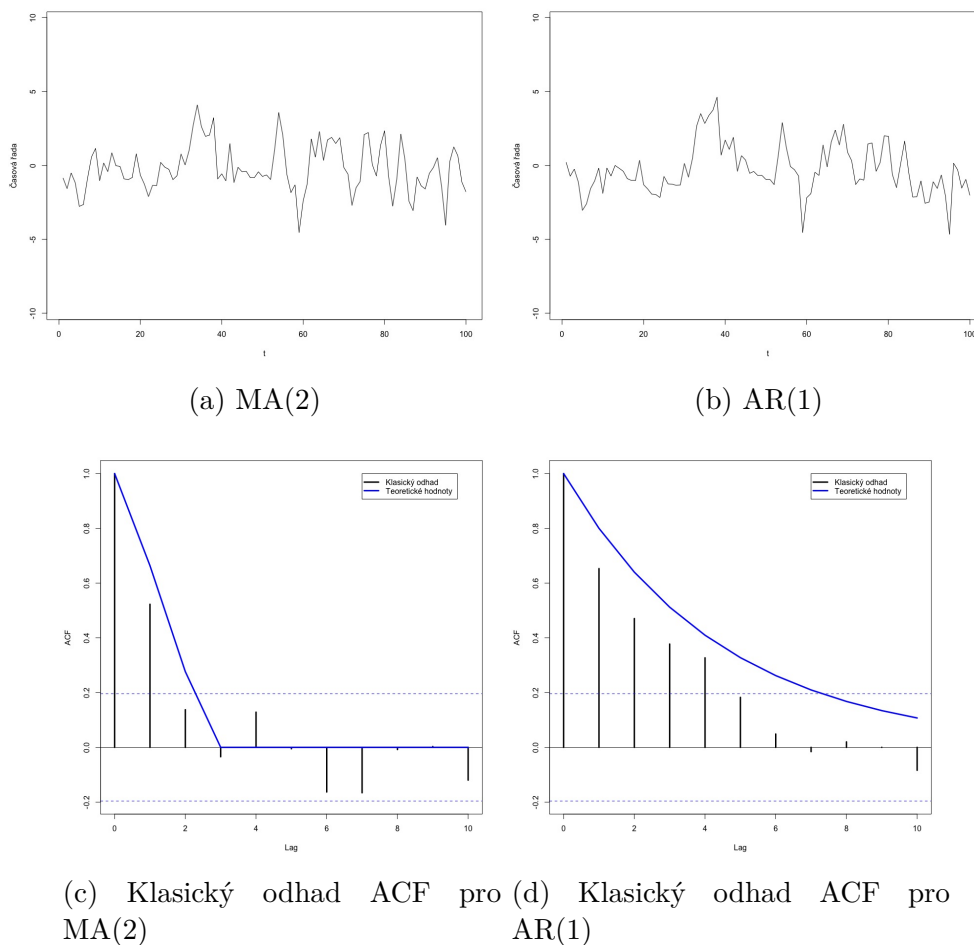 10
5
0
-5
-10
Časová řada
0
20
40
60
80
100
t
(a) MA(2)
10
5
0
-5
-10
Časová řada
0
20
40
60
80
100
t
(b) AR(1)
1.0
0.8
0.6
0.4
0.2
0.0
-0.2
ACF
Klasický odhad
Teoretické hodnoty
0
2
4
6
8
10
Lag
(c) Klasický odhad ACF pro
MA(2)
1.0
0.8
0.6
0.4
0.2
0.0
-0.2
ACF
Klasický odhad
Teoretické hodnoty
0
2
4
6
8
10
Lag
(d) Klasický odhad ACF pro
AR(1)